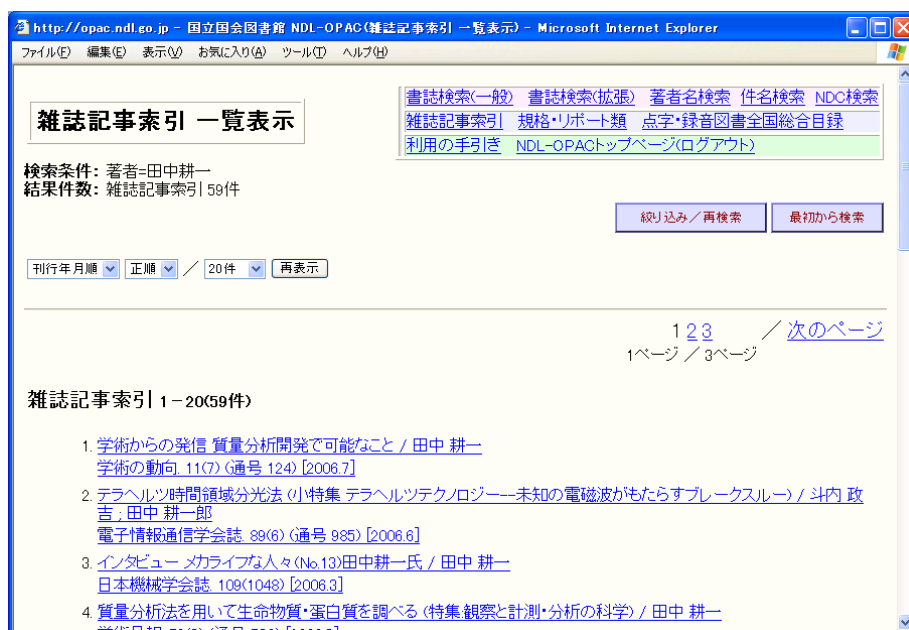 http://opac.ndl.go.jp - 国立国会図書館 NDL-OPAC(雑誌記事索引 一覧表示) - Microsoft Internet Explorer
ファイル(F) 編集(E) 表示(V) お気に入り(A) ツール(T) ヘルプ(H)
書誌検索(一般) 書誌検索(拡張) 著者名検索 件名検索 NDC検索
雑誌記事索引 規格・リポート類 点字・録音図書全国総合目録
利用の手引き NDL-OPACトップページ(ログアウト)
雑誌記事索引 一覧表示
検索条件: 著者=田中耕一
結果件数: 雑誌記事索引 59件
絞り込み/再検索 最初から検索
刊行年月順 正順 / 20件 再表示
1 2 3 / 次のページ
1ページ / 3ページ
雑誌記事索引 1-20(59件)
1. 学術からの発信 質量分析開発で可能なこと / 田中 耕一
学術の動向. 11(7) (通号 124) [2006.7]
2. テラヘルツ時間領域分光法 (小特集 テラヘルツテクノロジー--未知の電磁波がもたらすブレークスルー) / 斗内 政
吉 ; 田中 耕一郎
電子情報通信学会誌. 89(6) (通号 985) [2006.6]
3. インタビュー メカライフな人々(No.13)田中耕一氏 / 田中 耕一
日本機械学会誌. 109(1048) [2006.3]
4. 質量分析法を用いて生命物質・蛋白質を調べる (特集 観察と計測・分析の科学) / 田中 耕一